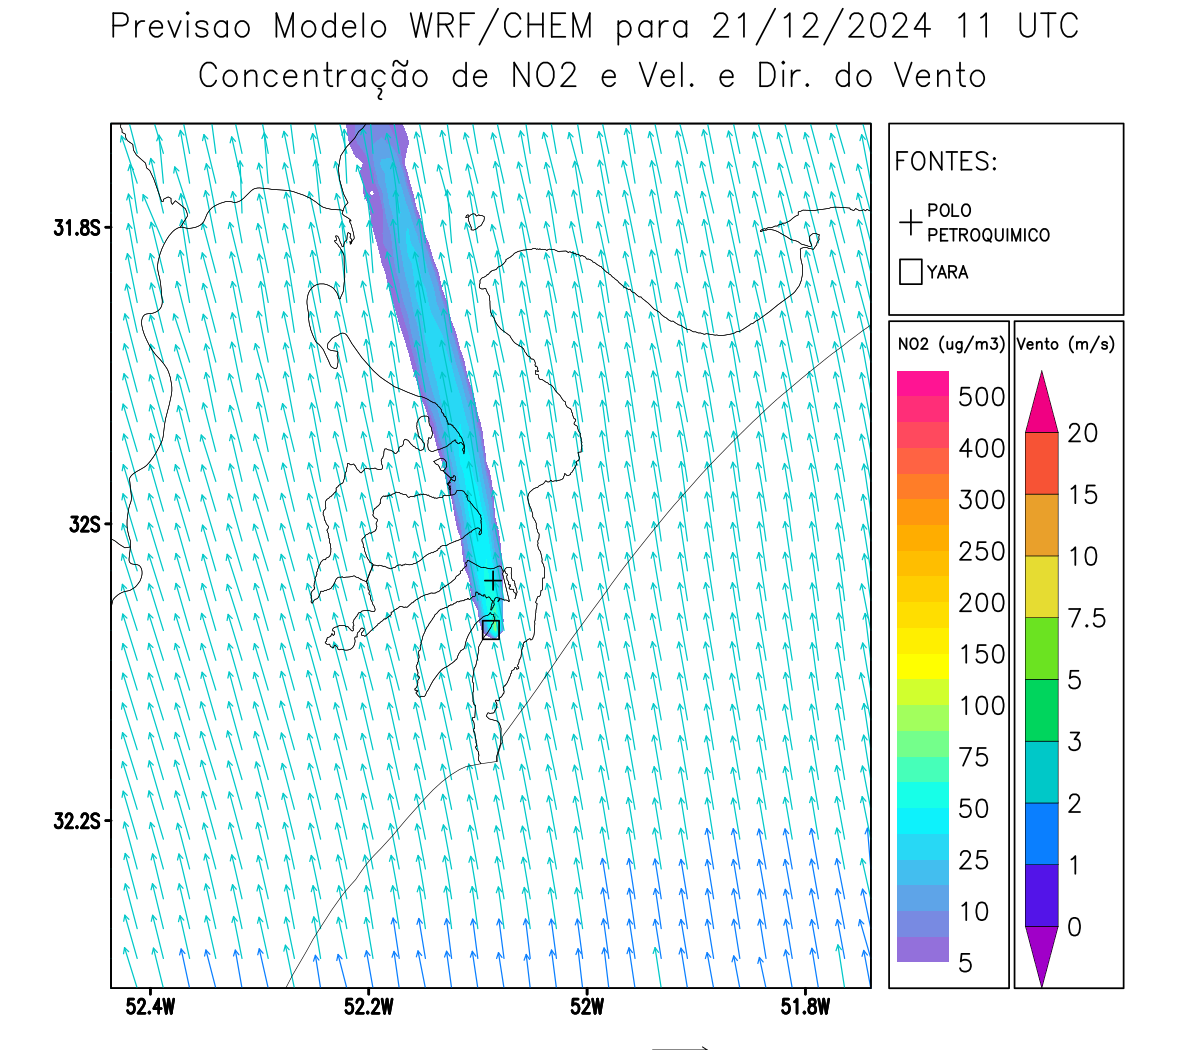 Previsao Modelo WRF/CHEM para 21/12/2024 11 UTC
Concentração de NO2 e Vel. e Dir. do Vento
31.8S
32S
32.2S
52.4W
52.2W
52W
51.8W
FONTES:
POLO
PETROQUIMICO
YARA
NO2 (ug/m3)
500
400
300
250
200
150
100
75
50
25
10
5
Vento (m/s)
20
15
10
7.5
5
3
2
1
0